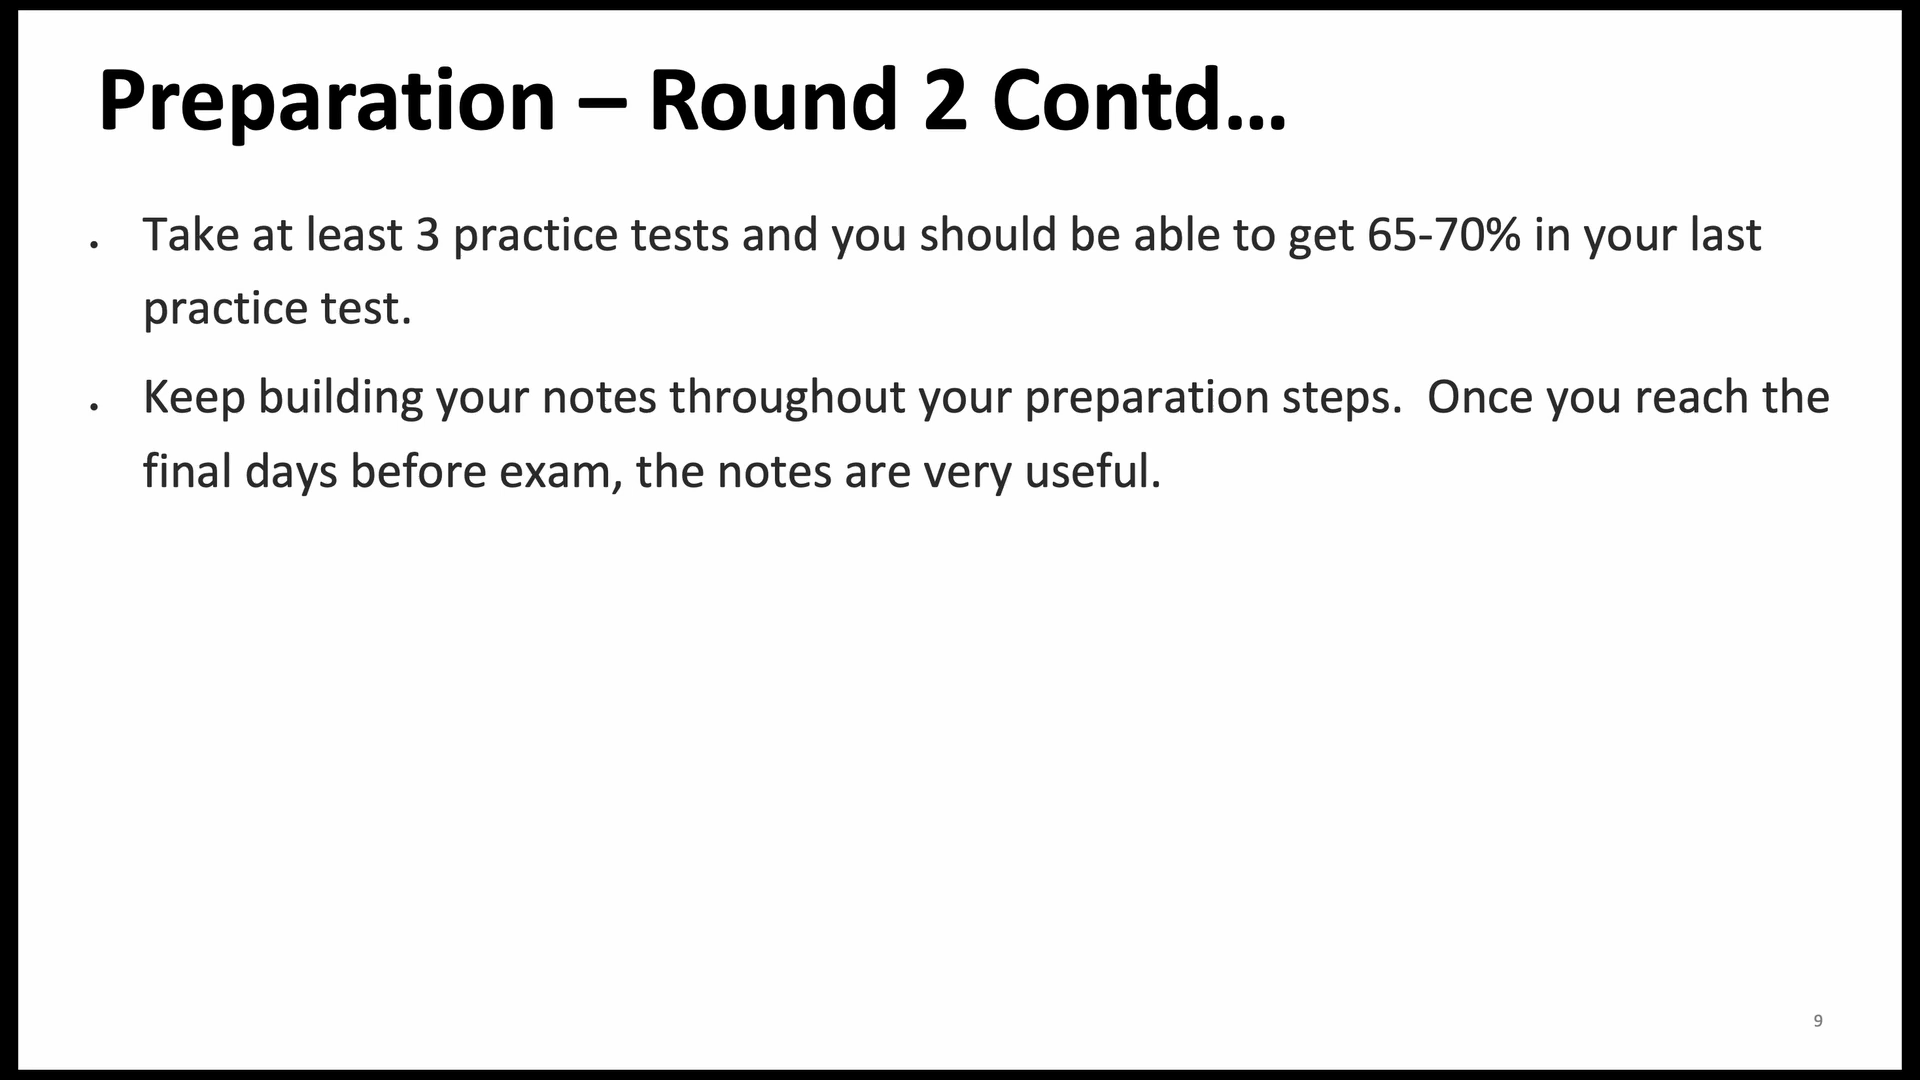 Preparation – Round 2 Contd…
• Take at least 3 practice tests and you should be able to get 65-70% in your last
practice test.
• Keep building your notes throughout your preparation steps.  Once you reach the
final days before exam, the notes are very useful.
9